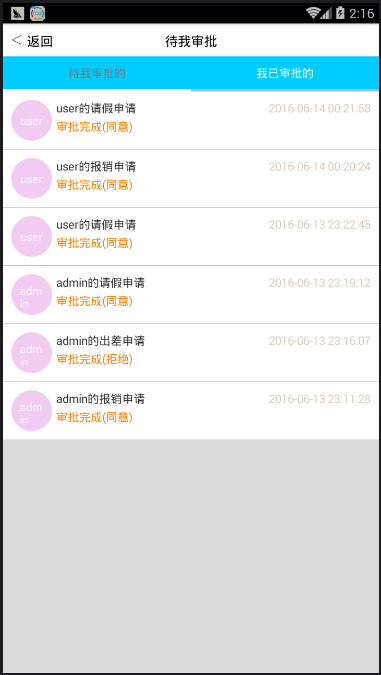 2:16
< 返回
待我审批
待我审批的
我已审批的
user
user的请假申请
2016-06-14 00:21:53
审批完成(同意)
user
user的报销申请
2016-06-14 00:20:24
审批完成(同意)
user
user的请假申请
2016-06-13 23:22:45
审批完成(同意)
adm
in
admin的请假申请
2016-06-13 23:19:12
审批完成(同意)
adm
in
admin的出差申请
2016-06-13 23:16:07
审批完成(拒绝)
adm
in
admin的报销申请
2016-06-13 23:11:28
审批完成(同意)